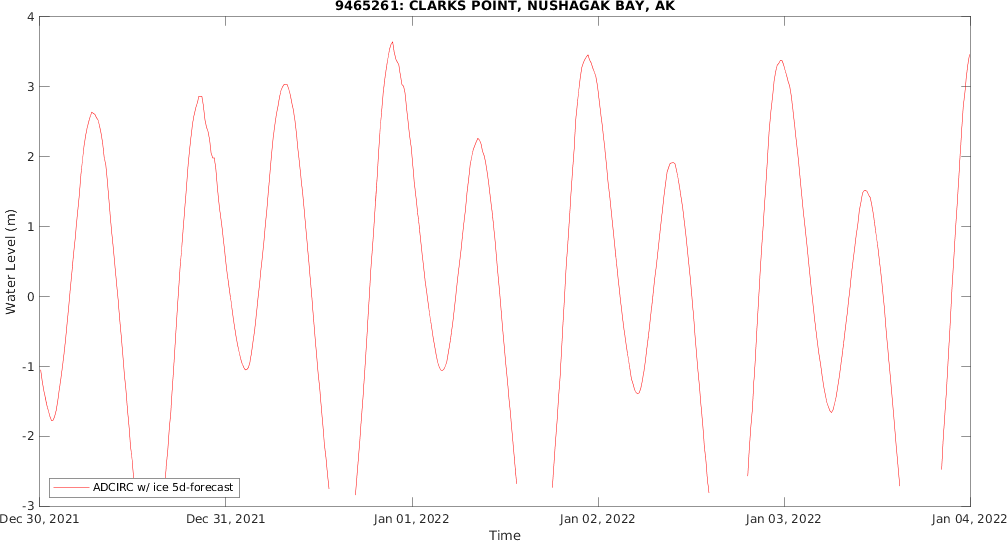 9465261: CLARKS POINT, NUSHAGAK BAY, AK
Water Level (m)
4
3
2
1
0
-1
-2
-3
ADCIRC w/ ice 5d-forecast
Dec 30, 2021 Dec 31, 2021 Jan 01, 2022 Jan 02, 2022 Jan 03, 2022 Jan 04, 2022
Time